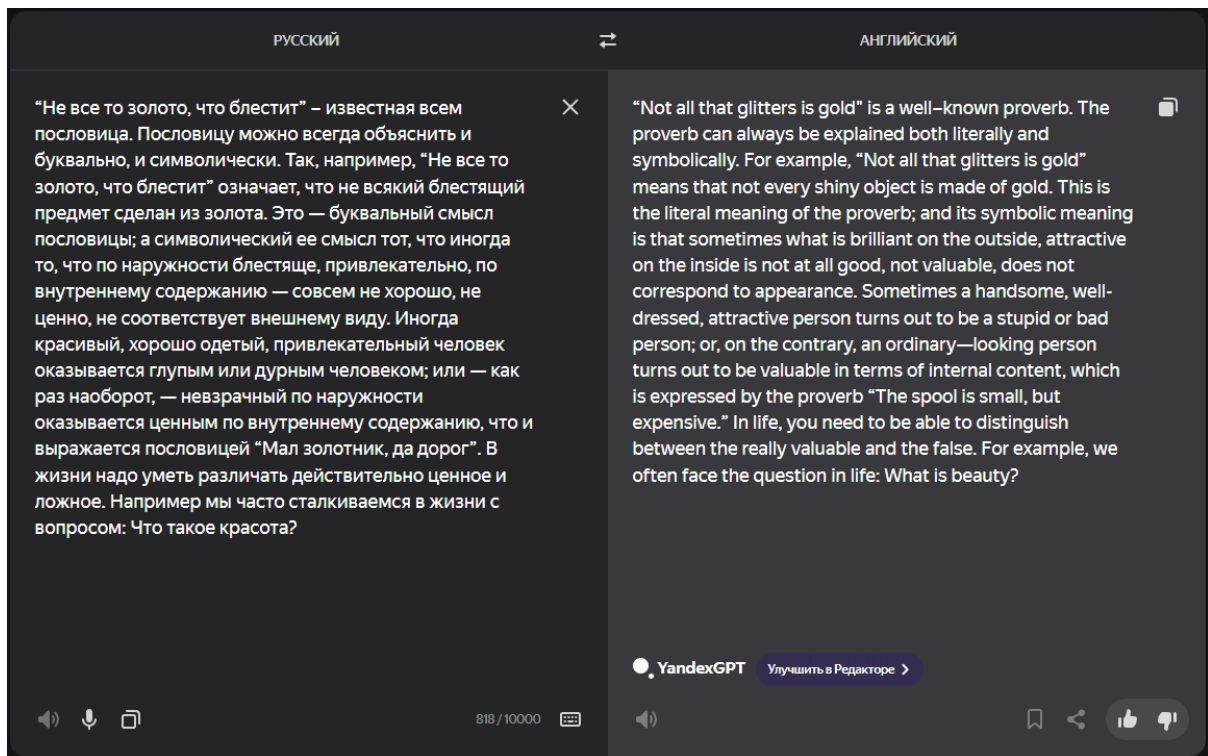 РУССКИЙ
АНГЛИЙСКИЙ
“Не все то золото, что блестит” – известная всем
пословица. Пословицу можно всегда объяснить и
буквально, и символически. Так, например, “Не все то
золото, что блестит” означает, что не всякий блестящий
предмет сделан из золота. Это — буквальный смысл
пословицы; а символический ее смысл тот, что иногда
то, что по наружности блестяще, привлекательно, по
внутреннему содержанию — совсем не хорошо, не
ценно, не соответствует внешнему виду. Иногда
красивый, хорошо одетый, привлекательный человек
оказывается глупым или дурным человеком; или — как
раз наоборот, — невзрачный по наружности
оказывается ценным по внутреннему содержанию, что и
выражается пословицей “Мал золотник, да дорог”. В
жизни надо уметь различать действительно ценное и
ложное. Например мы часто сталкиваемся в жизни с
вопросом: Что такое красота?
818 / 10000
“Not all that glitters is gold" is a well–known proverb. The
proverb can always be explained both literally and
symbolically. For example, “Not all that glitters is gold”
means that not every shiny object is made of gold. This is
the literal meaning of the proverb; and its symbolic meaning
is that sometimes what is brilliant on the outside, attractive
on the inside is not at all good, not valuable, does not
correspond to appearance. Sometimes a handsome, well-
dressed, attractive person turns out to be a stupid or bad
person; or, on the contrary, an ordinary—looking person
turns out to be valuable in terms of internal content, which
is expressed by the proverb “The spool is small, but
expensive.” In life, you need to be able to distinguish
between the really valuable and the false. For example, we
often face the question in life: What is beauty?
YandexGPT
Улучшить в Редакторе